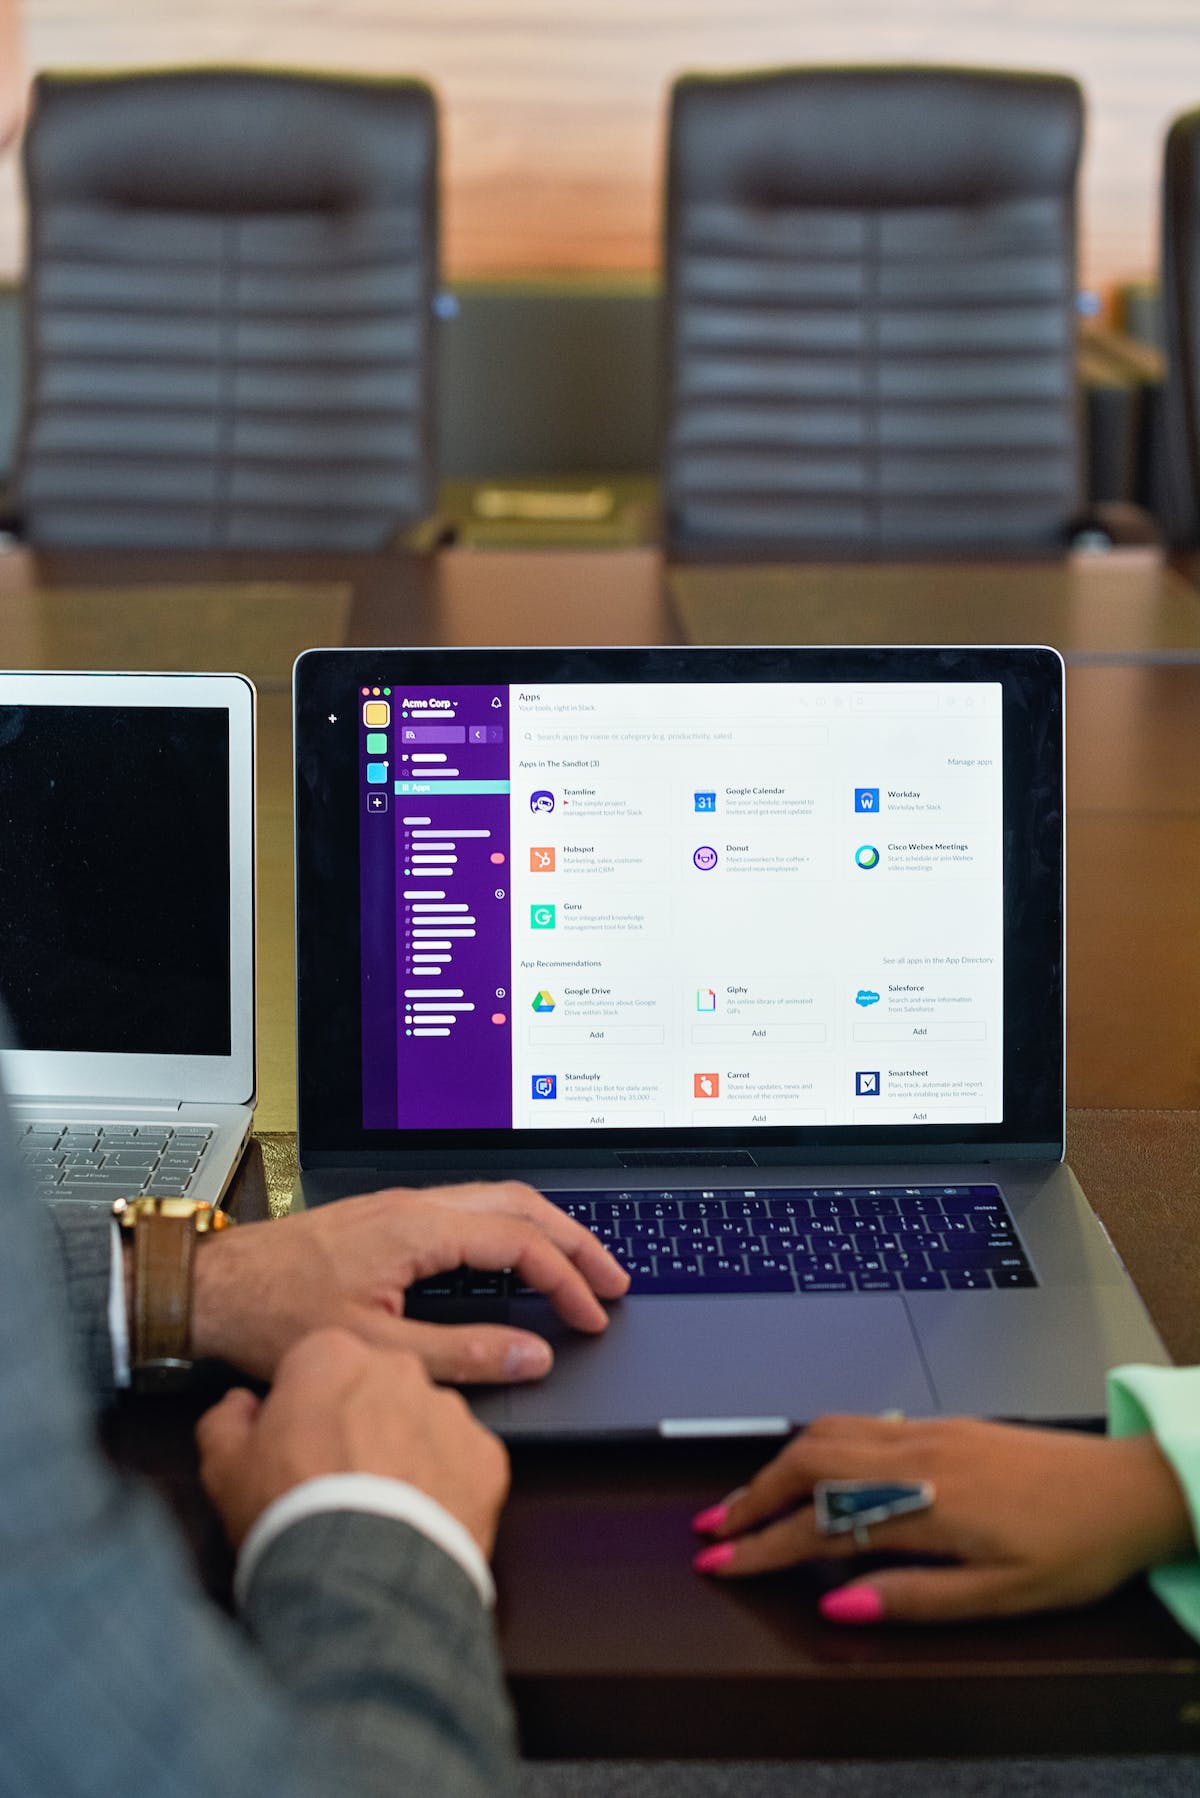 Acme Corp
Apps
Apps
Your tools, right in Slack.
Search apps by name or category (e.g. productivity, sales)
Apps in The Sandlot (3)
Manage apps
Teamline
The simple project
management tool for Slack
Google Calendar
See your schedule, respond to
invites and get event updates
31
Workday
Workday for Slack
Hubspot
Marketing, sales, customer
service and CRM
Donut
Meet coworkers for coffee +
onboard new employees
Cisco Webex Meetings
Start, schedule or join Webex
video meetings
Guru
Your integrated knowledge
management tool for Slack
App Recommendations
See all apps in the App Directory
Google Drive
Get notifications about Google
Drive within Slack
Add
Giphy
An online library of animated
GIFs
Add
salesforce
Salesforce
Search and view information
from Salesforce
Add
Standuply
#1 Stand Up Bot for daily async
meetings. Trusted by 35,000 ...
Add
Carrot
Share key updates, news and
decision of the company
Add
Smartsheet
Plan, track, automate and report
on work enabling you to move ...
Add
delete